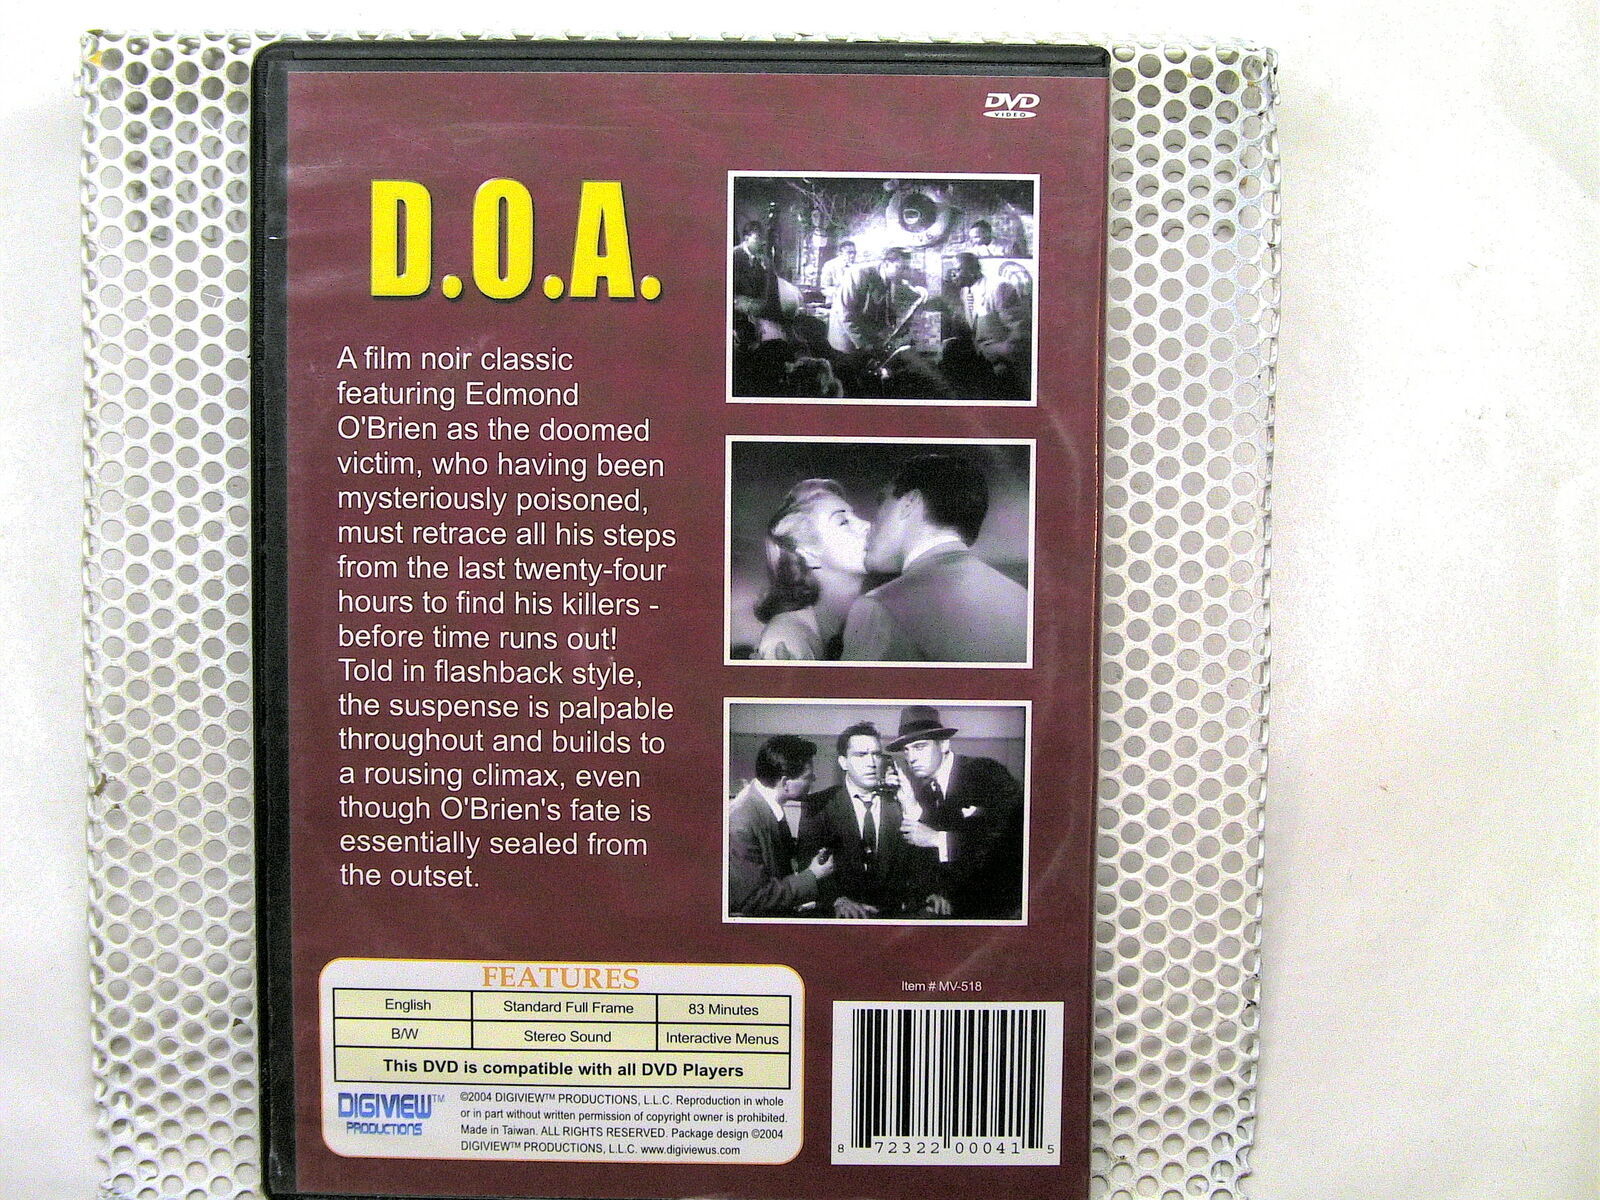 DVD
VIDEO
D.O.A.
A film noir classic
featuring Edmond
O'Brien as the doomed
victim, who having been
mysteriously poisoned,
must retrace all his steps
from the last twenty-four
hours to find his killers -
before time runs out!
Told in flashback style,
the suspense is palpable
throughout and builds to
a rousing climax, even
though O'Brien's fate is
essentially sealed from
the outset.
FEATURES
English Standard Full Frame 83 Minutes
B/W Stereo Sound Interactive Menus
This DVD is compatible with all DVD Players
DIGIVIEW™
PRODUCTIONS
©2004 DIGIVIEW™ PRODUCTIONS, L.L.C. Reproduction in whole
or in part without written permission of copyright owner is prohibited.
Made in Taiwan. ALL RIGHTS RESERVED. Package design ©2004
DIGIVIEW™ PRODUCTIONS, L.L.C. www.digiviewus.com
Item # MV-518
8 72322 00041 5